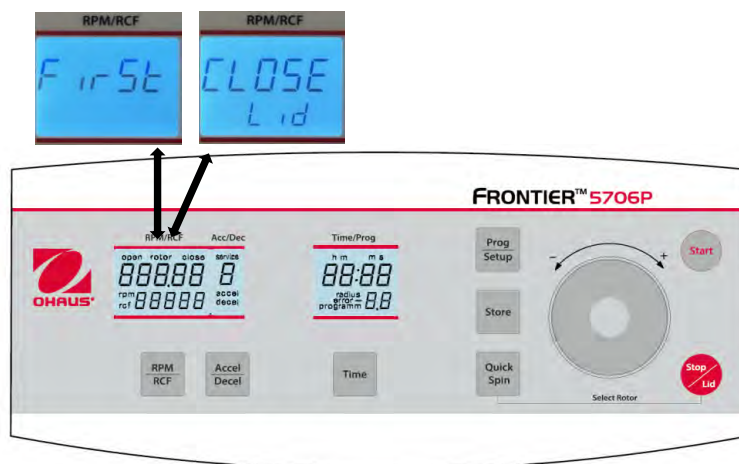 RPM/RCF
FirSt
RPM/RCF
CLOSE
Lid
FRONTIER™ 5706P
RPM/RCF
Acc/Dec
open rotor close service
888.88 8
rpm accel
rcf 88888 decel
Time/Prog
h m m s
88:88
radius
error
programm 8.8
OHAUS®
RPM
RCF
Accel
Decel
Time
Prog
Setup
Store
Quick
Spin
- +
Start
Stop
Lid
Select Rotor